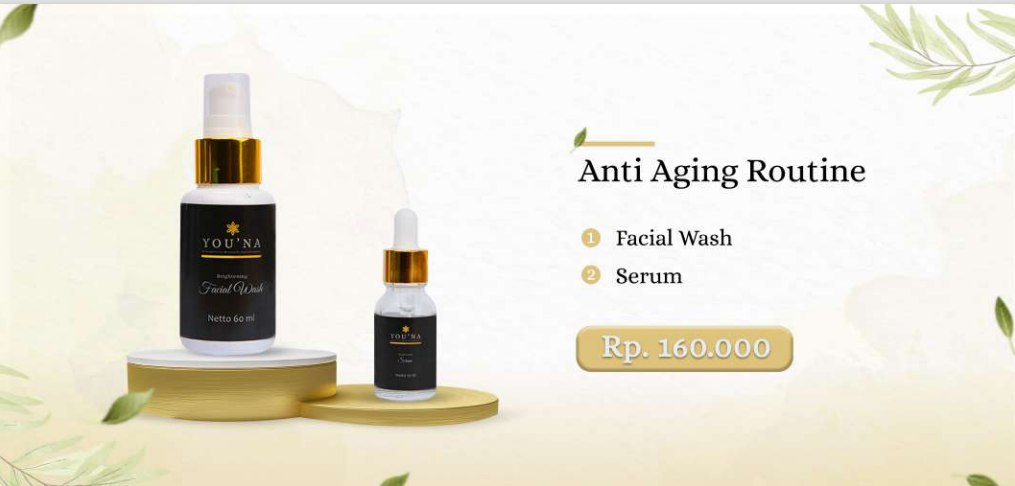 YOU'NA
Brightening
Facial Wash
Netto 60 ml
YOU'NA
Serum
Anti Aging Routine
1 Facial Wash
2 Serum
Rp. 160.000